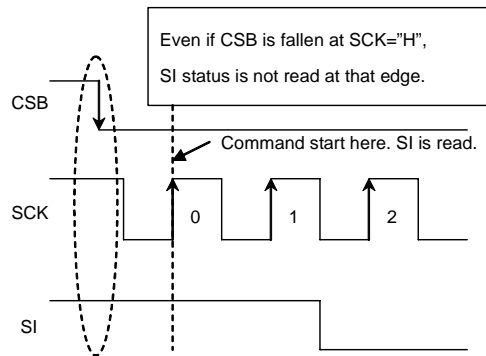 Even if CSB is fallen at SCK=”H”,
SI status is not read at that edge.
CSB
Command start here. SI is read.
SCK
0 1 2
SI